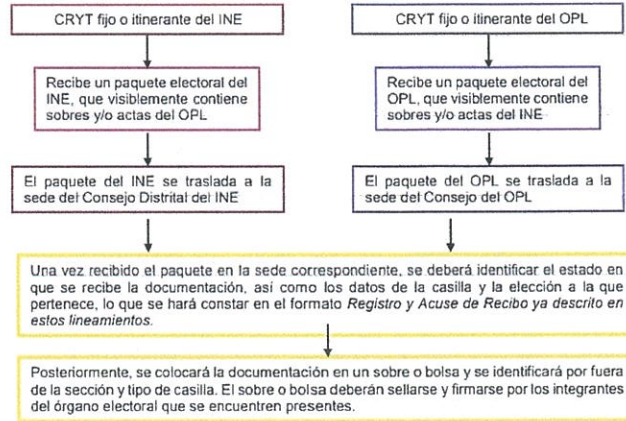 CRYT fijo o itinerante del INE
CRYT fijo o itinerante del OPL
Recibe un paquete electoral del
INE, que visiblemente contiene
sobres y/o actas del OPL
Recibe un paquete electoral del
OPL, que visiblemente contiene
sobres y/o actas del INE
El paquete del INE se traslada a la
sede del Consejo Distrital del INE
El paquete del OPL se traslada a la
sede del Consejo del OPL
Una vez recibido el paquete en la sede correspondiente, se deberá identificar el estado en
que se recibe la documentación, así como los datos de la casilla y la elección a la que
pertenece, lo que se hará constar en el formato Registro y Acuse de Recibo ya descrito en
estos lineamientos.
Posteriormente, se colocará la documentación en un sobre o bolsa y se identificará por fuera
de la sección y tipo de casilla. El sobre o bolsa deberán sellarse y firmarse por los integrantes
del órgano electoral que se encuentren presentes.